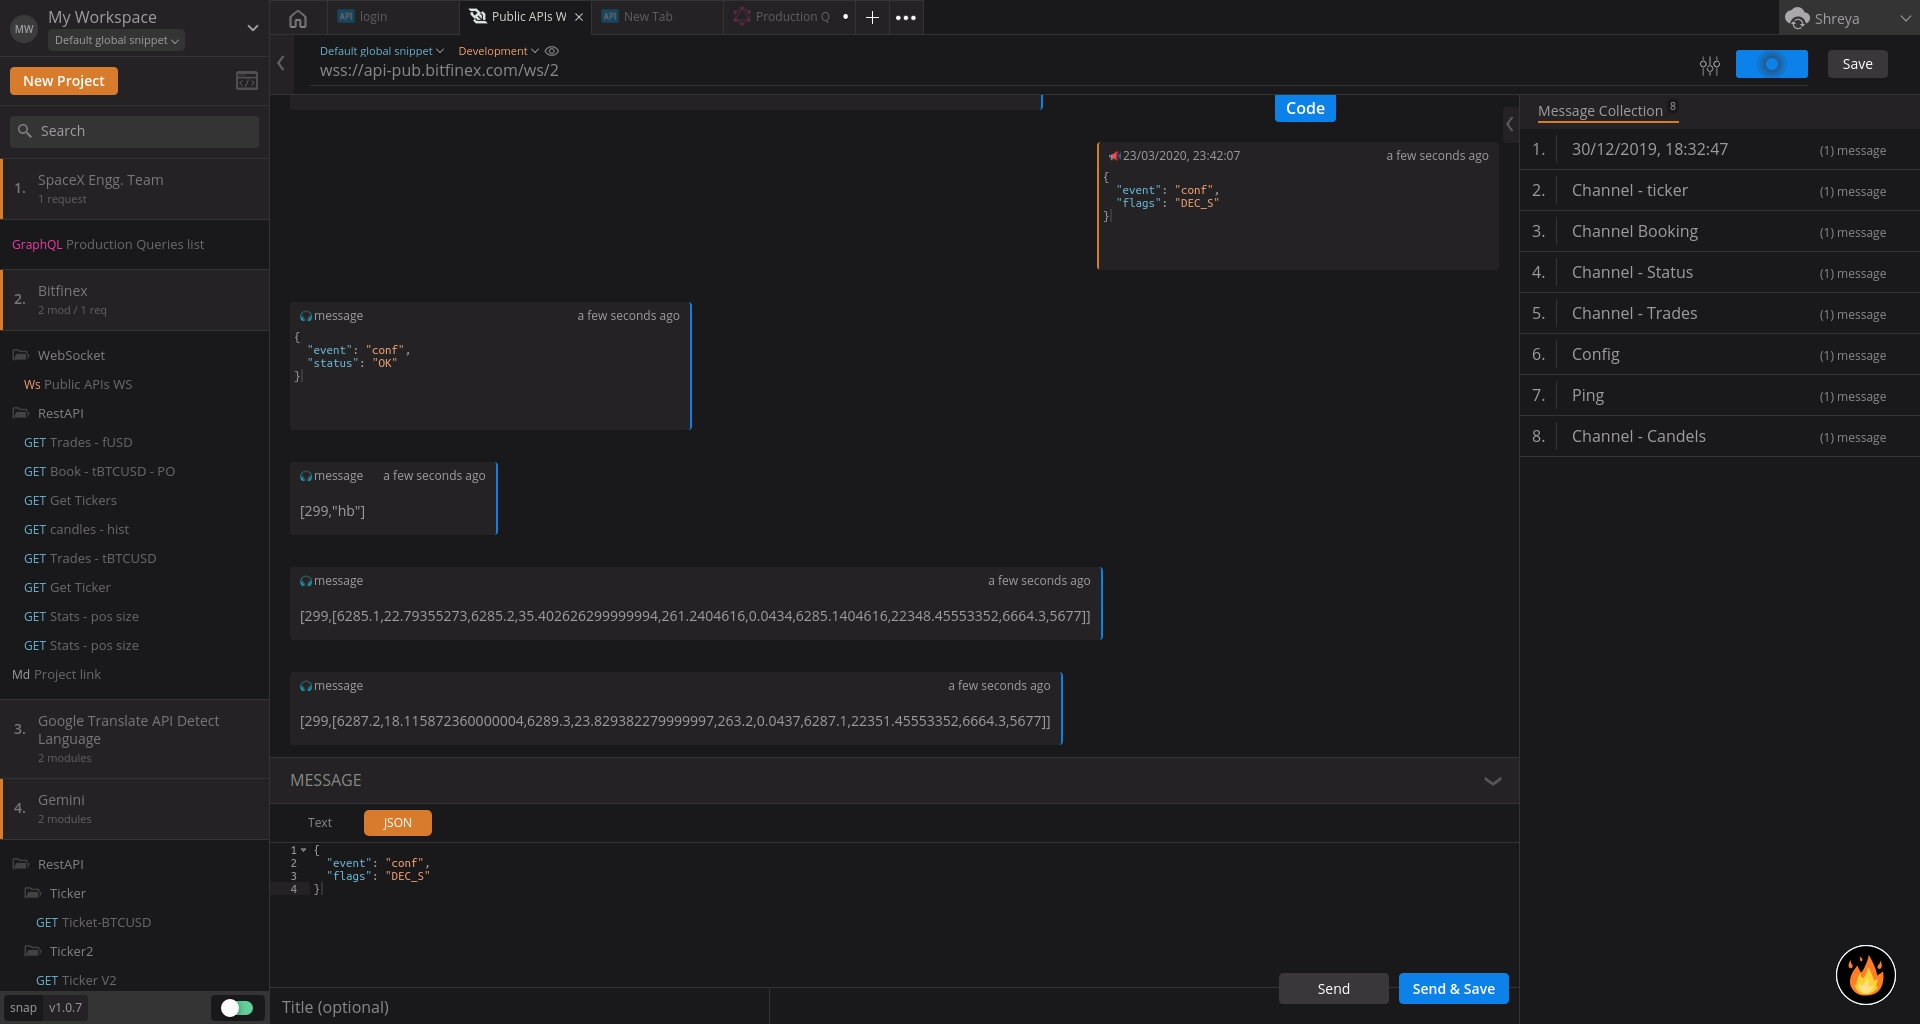 MW
My Workspace
Default global snippet
New Project
Search
1. SpaceX Engg. Team
1 request
GraphQL Production Queries list
2. Bitfinex
2 mod / 1 req
WebSocket
Ws Public APIs WS
RestAPI
GET Trades - fUSD
GET Book - tBTCUSD - PO
GET Get Tickers
GET candles - hist
GET Trades - tBTCUSD
GET Get Ticker
GET Stats - pos size
GET Stats - pos size
Md Project link
3. Google Translate API Detect
Language
2 modules
4. Gemini
2 modules
RestAPI
Ticker
GET Ticket-BTCUSD
Ticker2
GET Ticker V2
snap v1.0.7
API login
Public APIs W
API New Tab
Production Q
Shreya
Default global snippet Development
wss://api-pub.bitfinex.com/ws/2
Save
Code
23/03/2020, 23:42:07 a few seconds ago
{
"event": "conf",
"flags": "DEC_S"
}
message a few seconds ago
{
"event": "conf",
"status": "OK"
}
message a few seconds ago
[299,"hb"]
message a few seconds ago
[299,[6285.1,22.79355273,6285.2,35.402626299999994,261.2404616,0.0434,6285.1404616,22348.45553352,6664.3,5677]]
message a few seconds ago
[299,[6287.2,18.115872360000004,6289.3,23.829382279999997,263.2,0.0437,6287.1,22351.45553352,6664.3,5677]]
MESSAGE
Text JSON
1 {
2 "event": "conf",
3 "flags": "DEC_S"
4 }
Send Send & Save
Title (optional)
Message Collection 8
1. 30/12/2019, 18:32:47 (1) message
2. Channel - ticker (1) message
3. Channel Booking (1) message
4. Channel - Status (1) message
5. Channel - Trades (1) message
6. Config (1) message
7. Ping (1) message
8. Channel - Candels (1) message